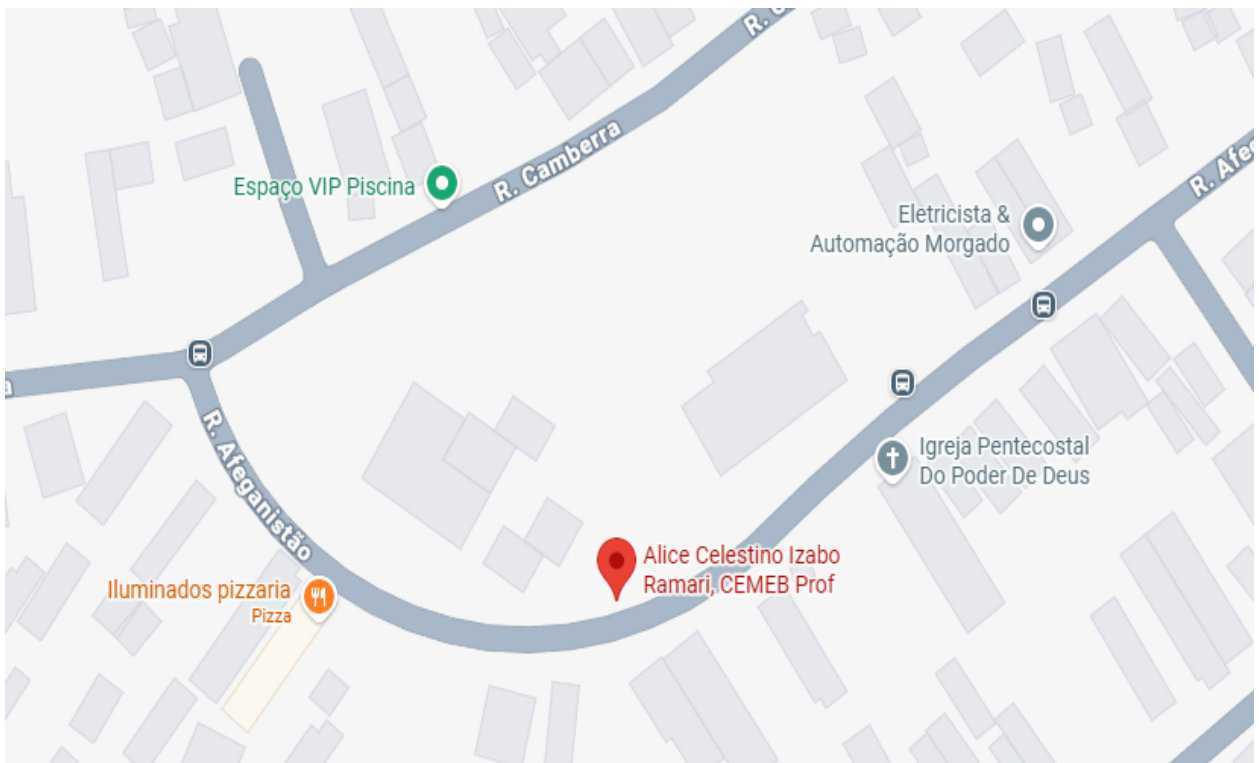 R. Camberra
Espaço VIP Piscina
Eletricista &
Automação Morgado
R. Afeganistão
Igreja Pentecostal
Do Poder De Deus
Alice Celestino Izabo
Ramari, CEMEB Prof
Iluminados pizzaria
Pizza